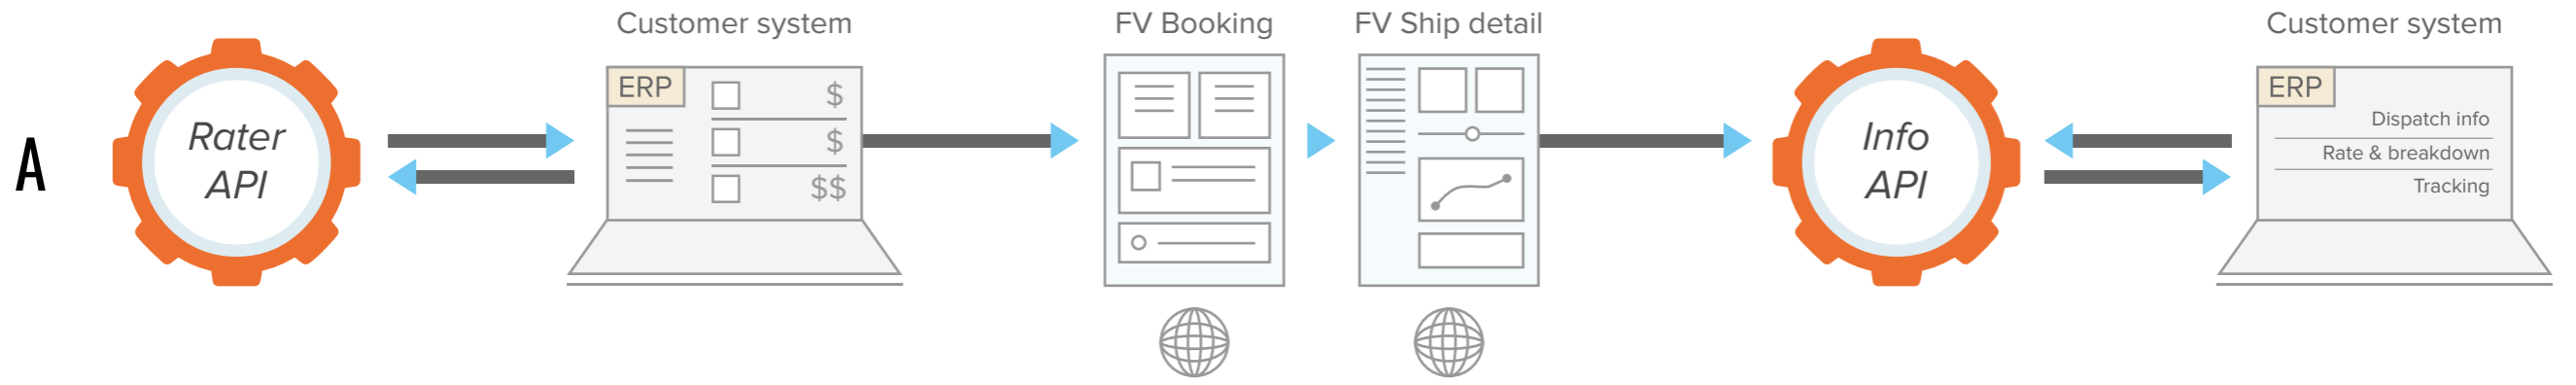 A
Rater
API
Customer system
ERP
$
$
$$
FV Booking
FV Ship detail
Info
API
Customer system
ERP
Dispatch info
Rate & breakdown
Tracking